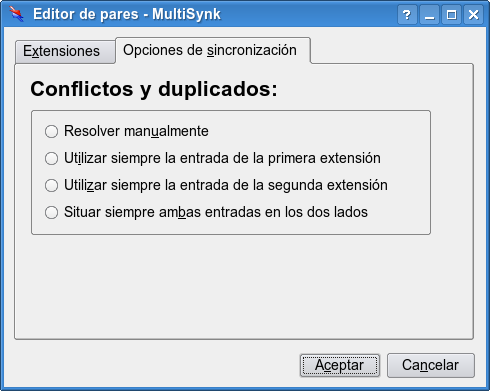 Editor de pares - MultiSynk
Extensiones
Opciones de sincronización
Conflictos y duplicados:
Resolver manualmente
Utilizar siempre la entrada de la primera extensión
Utilizar siempre la entrada de la segunda extensión
Situar siempre ambas entradas en los dos lados
Aceptar
Cancelar